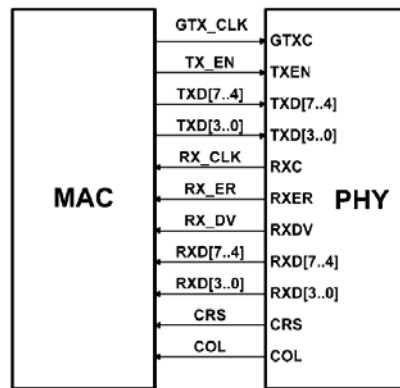 GTX_CLK
GTXC
TX_EN
TXEN
TXD[7..4]
TXD[7..4]
TXD[3..0]
TXD[3..0]
RX_CLK
RXC
MAC
RX_ER
RXER
PHY
RX_DV
RXDV
RXD[7..4]
RXD[7..4]
RXD[3..0]
RXD[3..0]
CRS
CRS
COL
COL